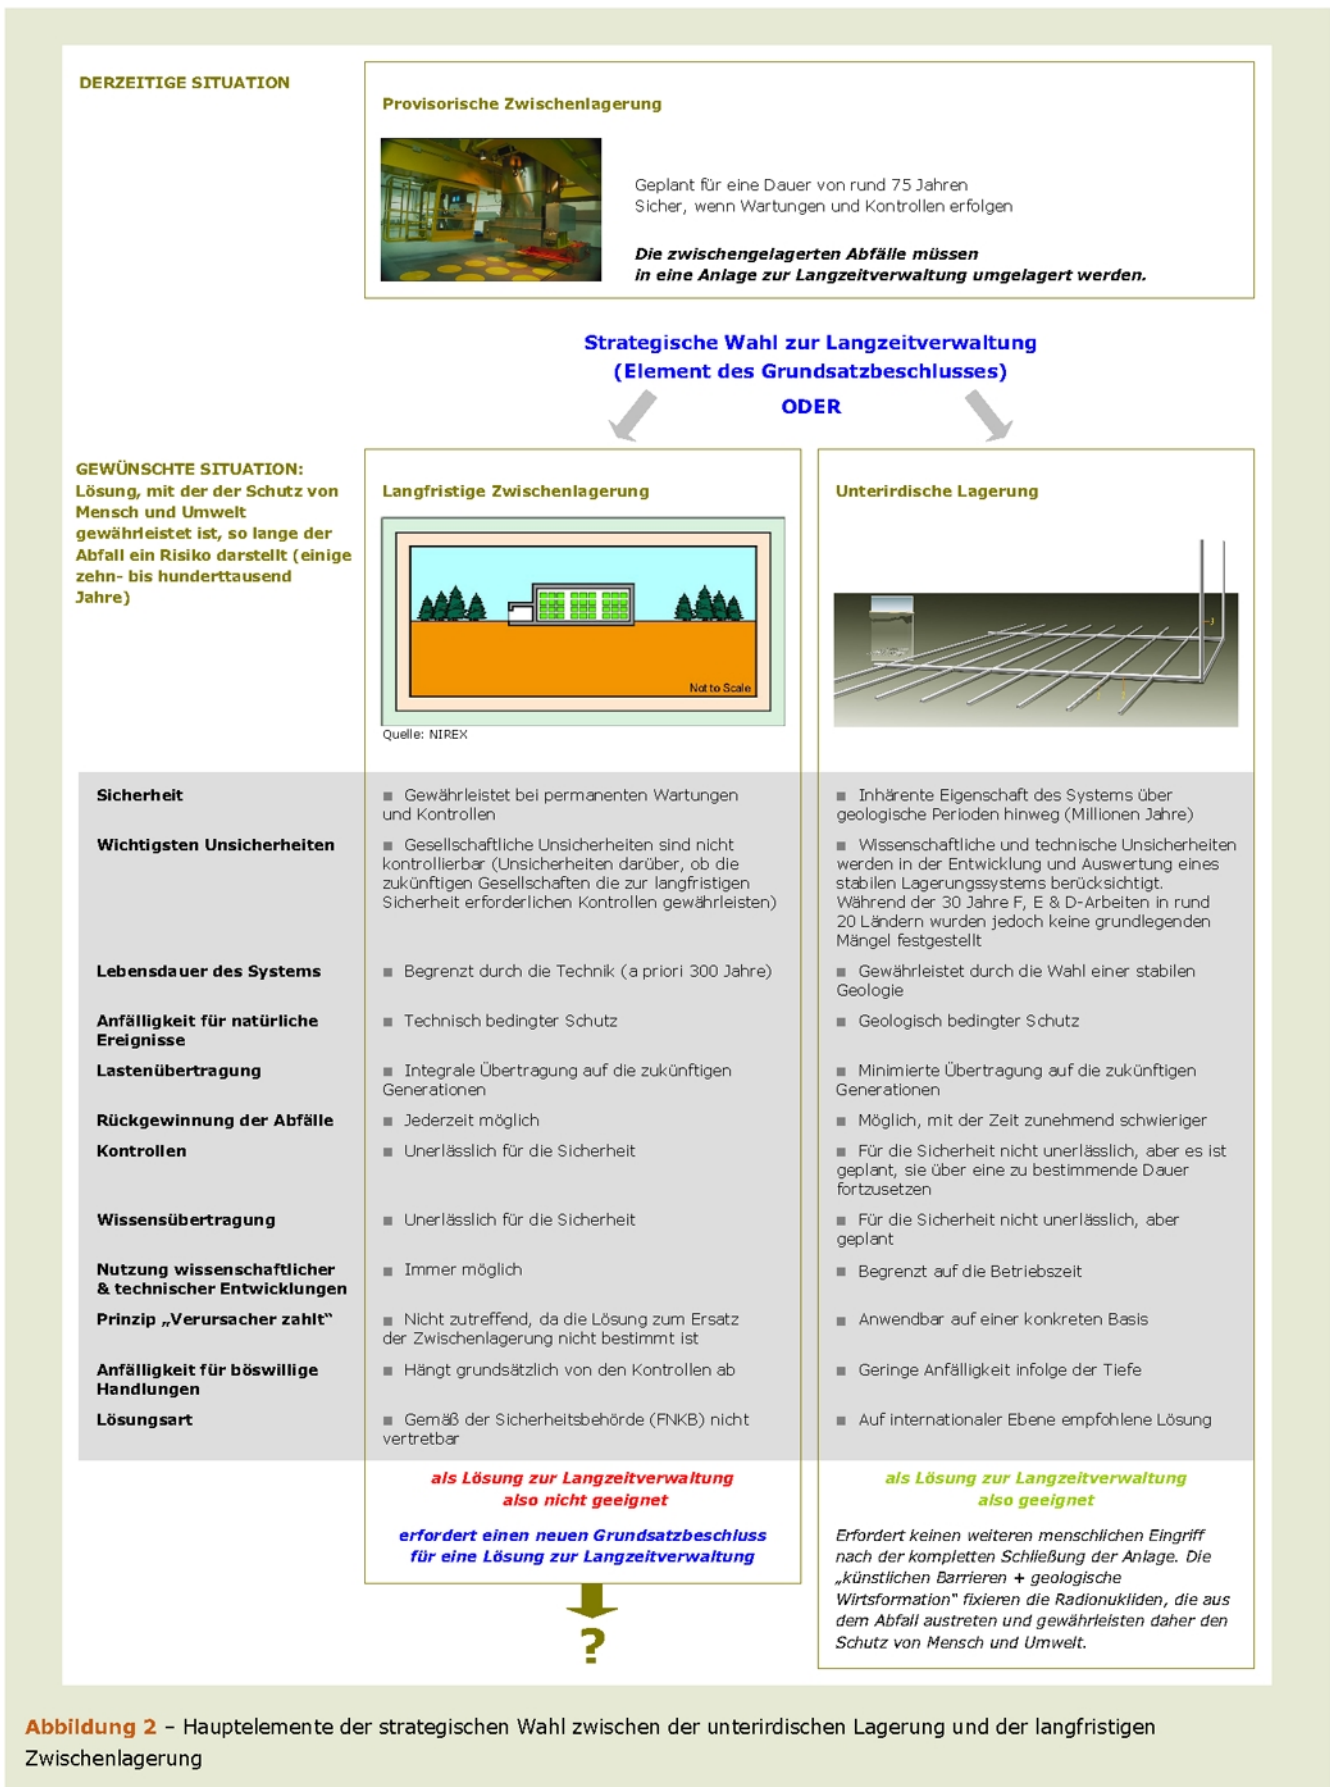 DERZEITIGE SITUATION
Provisorische Zwischenlagerung
Geplant für eine Dauer von rund 75 Jahren
Sicher, wenn Wartungen und Kontrollen erfolgen
Die zwischengelagerten Abfälle müssen
in eine Anlage zur Langzeitverwaltung umgelagert werden.
Strategische Wahl zur Langzeitverwaltung
(Element des Grundsatzbeschlusses)
ODER
GEWÜNSCHTE SITUATION:
Lösung, mit der der Schutz von
Mensch und Umwelt
gewährleistet ist, so lange der
Abfall ein Risiko darstellt (einige
zehn- bis hunderttausend
Jahre)
Langfristige Zwischenlagerung
Not to Scale
Quelle: NIREX
Unterirdische Lagerung
3
1
2
Sicherheit
■ Gewährleistet bei permanenten Wartungen
und Kontrollen
■ Inhärente Eigenschaft des Systems über
geologische Perioden hinweg (Millionen Jahre)
Wichtigsten Unsicherheiten
■ Gesellschaftliche Unsicherheiten sind nicht
kontrollierbar (Unsicherheiten darüber, ob die
zukünftigen Gesellschaften die zur langfristigen
Sicherheit erforderlichen Kontrollen gewährleisten)
■ Wissenschaftliche und technische Unsicherheiten
werden in der Entwicklung und Auswertung eines
stabilen Lagerungssystems berücksichtigt.
Während der 30 Jahre F, E & D-Arbeiten in rund
20 Ländern wurden jedoch keine grundlegenden
Mängel festgestellt
Lebensdauer des Systems
■ Begrenzt durch die Technik (a priori 300 Jahre)
■ Gewährleistet durch die Wahl einer stabilen
Geologie
Anfälligkeit für natürliche
Ereignisse
■ Technisch bedingter Schutz
■ Geologisch bedingter Schutz
Lastenübertragung
■ Integrale Übertragung auf die zukünftigen
Generationen
■ Minimierte Übertragung auf die zukünftigen
Generationen
Rückgewinnung der Abfälle
■ Jederzeit möglich
■ Möglich, mit der Zeit zunehmend schwieriger
Kontrollen
■ Unerlässlich für die Sicherheit
■ Für die Sicherheit nicht unerlässlich, aber es ist
geplant, sie über eine zu bestimmende Dauer
fortzusetzen
Wissensübertragung
■ Unerlässlich für die Sicherheit
■ Für die Sicherheit nicht unerlässlich, aber
geplant
Nutzung wissenschaftlicher
& technischer Entwicklungen
■ Immer möglich
■ Begrenzt auf die Betriebszeit
Prinzip „Verursacher zahlt“
■ Nicht zutreffend, da die Lösung zum Ersatz
der Zwischenlagerung nicht bestimmt ist
■ Anwendbar auf einer konkreten Basis
Anfälligkeit für böswillige
Handlungen
■ Hängt grundsätzlich von den Kontrollen ab
■ Geringe Anfälligkeit infolge der Tiefe
Lösungsart
■ Gemäß der Sicherheitsbehörde (FNKB) nicht
vertretbar
■ Auf internationaler Ebene empfohlene Lösung
als Lösung zur Langzeitverwaltung
also nicht geeignet
erfordert einen neuen Grundsatzbeschluss
für eine Lösung zur Langzeitverwaltung
?
als Lösung zur Langzeitverwaltung
also geeignet
Erfordert keinen weiteren menschlichen Eingriff
nach der kompletten Schließung der Anlage. Die
„künstlichen Barrieren + geologische
Wirtsformation“ fixieren die Radionukliden, die aus
dem Abfall austreten und gewährleisten daher den
Schutz von Mensch und Umwelt.
Abbildung 2 – Hauptelemente der strategischen Wahl zwischen der unterirdischen Lagerung und der langfristigen
Zwischenlagerung